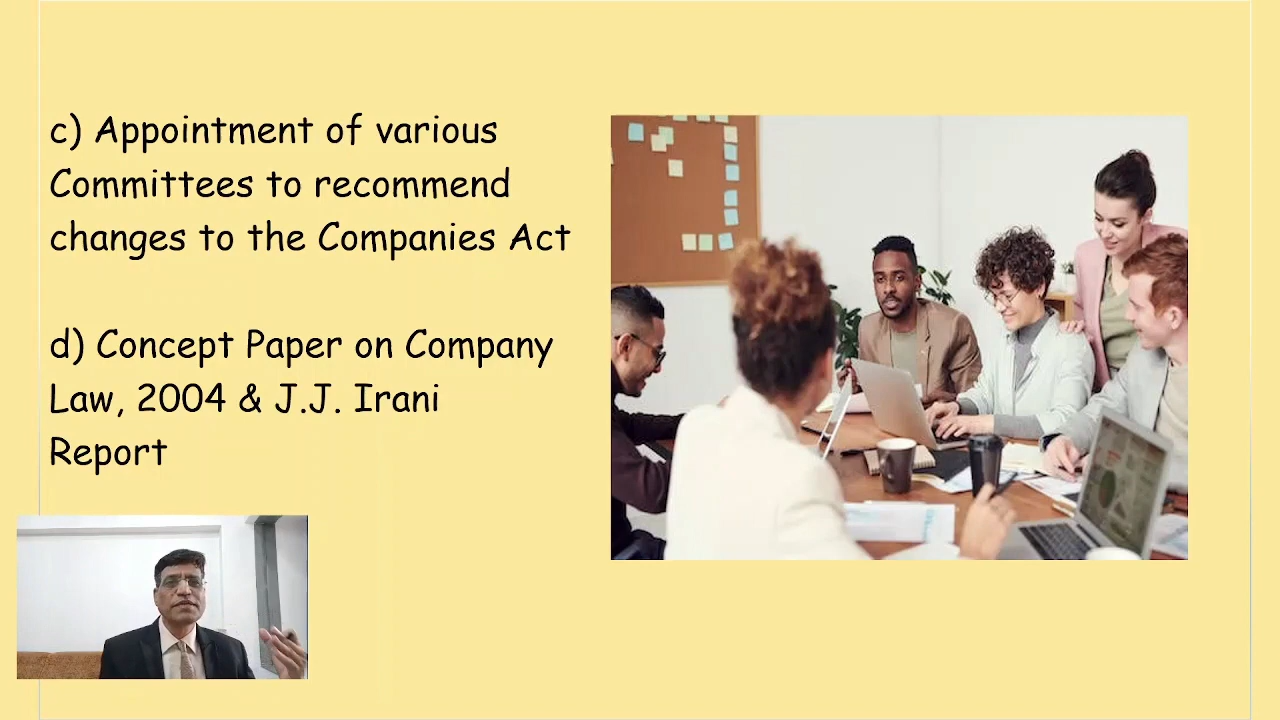 c) Appointment of various
Committees to recommend
changes to the Companies Act
d) Concept Paper on Company
Law, 2004 & J.J. Irani
Report